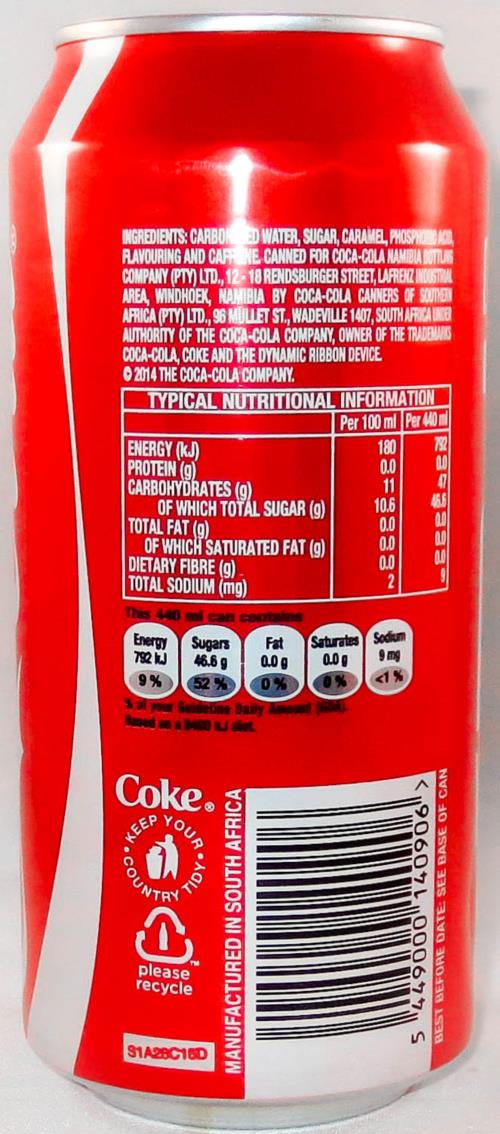 INGREDIENTS: CARBONATED WATER, SUGAR, CARAMEL, PHOSPHORIC ACID,
FLAVOURING AND CAFFEINE. CANNED FOR COCA-COLA NAMIBIA BOTTLING
COMPANY (PTY) LTD., 12 - 18 RENDSBURGER STREET, LAFRENZ INDUSTRIAL
AREA, WINDHOEK, NAMIBIA BY COCA-COLA CANNERS OF SOUTHERN
AFRICA (PTY) LTD., 96 MULLET ST., WADEVILLE 1407, SOUTH AFRICA UNDER
AUTHORITY OF THE COCA-COLA COMPANY, OWNER OF THE TRADEMARKS
COCA-COLA, COKE AND THE DYNAMIC RIBBON DEVICE.
© 2014 THE COCA-COLA COMPANY.
TYPICAL NUTRITIONAL INFORMATION
Per 100 ml Per 440 ml
ENERGY (kJ) 180 792
PROTEIN (g) 0.0 0.0
CARBOHYDRATES (g) 11 47
OF WHICH TOTAL SUGAR (g) 10.6 46.6
TOTAL FAT (g) 0.0 0.0
OF WHICH SATURATED FAT (g) 0.0 0.0
DIETARY FIBRE (g) 0.0 0.0
TOTAL SODIUM (mg) 2 9
This 440 ml can contains
Energy Sugars Fat Saturates Sodium
792 kJ 46.6 g 0.0 g 0.0 g 9 mg
9 % 52 % 0 % 0 % <1 %
% of your Guideline Daily Amount (GDA).
Based on a 8400 kJ diet.
Coke®
KEEP YOUR COUNTRY TIDY
please
recycle
™
S1A28C15D
MANUFACTURED IN SOUTH AFRICA
5 449000 140906 >
BEST BEFORE DATE: SEE BASE OF CAN